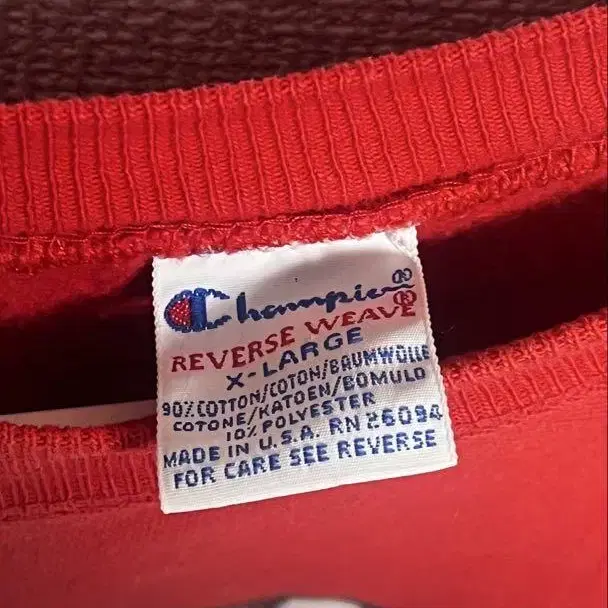 Champion®
REVERSE WEAVE®
X-LARGE
90% COTTON/COTON/BAUMWOLLE
COTONE/KATOEN/BOMULD
10% POLYESTER
MADE IN U.S.A. RN 26094
FOR CARE SEE REVERSE